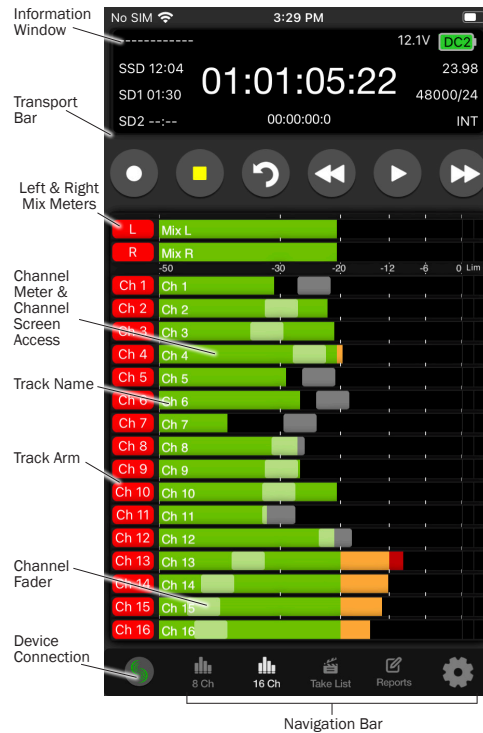 Information
Window
No SIM
3:29 PM
-----------
12.1V DC2
SSD 12:04
01:01:05:22
23.98
SD1 01:30
48000/24
SD2 --:--
00:00:00:0
INT
Transport
Bar
Left & Right
Mix Meters
L Mix L
R Mix R
-50 -30 -20 -12 -6 0 Lim
Channel
Meter &
Channel
Screen
Access
Ch 1 Ch 1
Ch 2 Ch 2
Ch 3 Ch 3
Ch 4 Ch 4
Ch 5 Ch 5
Track Name
Ch 6 Ch 6
Ch 7 Ch 7
Ch 8 Ch 8
Track Arm
Ch 9 Ch 9
Ch 10 Ch 10
Ch 11 Ch 11
Ch 12 Ch 12
Ch 13 Ch 13
Channel
Fader
Ch 14 Ch 14
Ch 15 Ch 15
Ch 16 Ch 16
Device
Connection
8 Ch
16 Ch
Take List
Reports
Navigation Bar